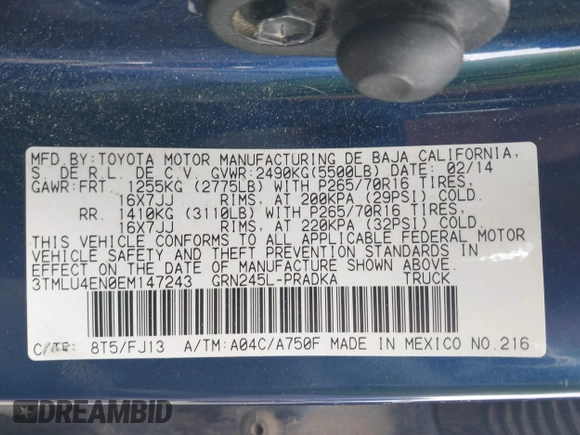 MFD.BY:TOYOTA MOTOR MANUFACTURING DE BAJA CALIFORNIA,
S. DE R.L. DE C.V. GVWR:2490KG(5500LB) DATE: 02/14
GAWR:FRT. 1255KG (2775LB) WITH P265/70R16 TIRES,
16X7JJ RIMS, AT 200KPA (29PSI) COLD.
RR. 1410KG (3110LB) WITH P265/70R16 TIRES,
16X7JJ RIMS, AT 220KPA (32PSI) COLD.
THIS VEHICLE CONFORMS TO ALL APPLICABLE FEDERAL MOTOR
VEHICLE SAFETY AND THEFT PREVENTION STANDARDS IN
EFFECT ON THE DATE OF MANUFACTURE SHOWN ABOVE.
3TMLU4EN0EM147243 GRN245L-PRADKA TRUCK
8T5/FJ13 A/TM:A04C/A750F MADE IN MEXICO NO.216
DREAMBID